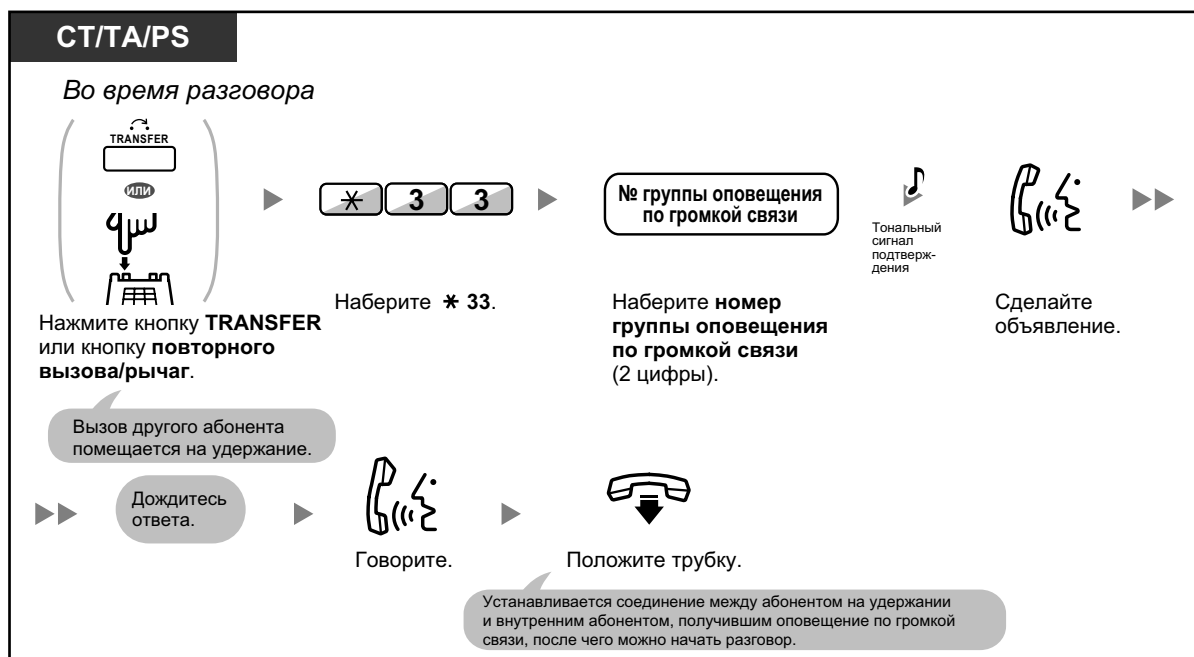 CT/TA/PS
Во время разговора
TRANSFER
или
✱ 3 3
№ группы оповещения
по громкой связи
Тональный
сигнал
подтверж-
дения
Нажмите кнопку TRANSFER
или кнопку повторного
вызова/рычаг.
Наберите ✱ 33.
Наберите номер
группы оповещения
по громкой связи
(2 цифры).
Сделайте
объявление.
Вызов другого абонента
помещается на удержание.
Дождитесь
ответа.
Говорите.
Положите трубку.
Устанавливается соединение между абонентом на удержании
и внутренним абонентом, получившим оповещение по громкой
связи, после чего можно начать разговор.